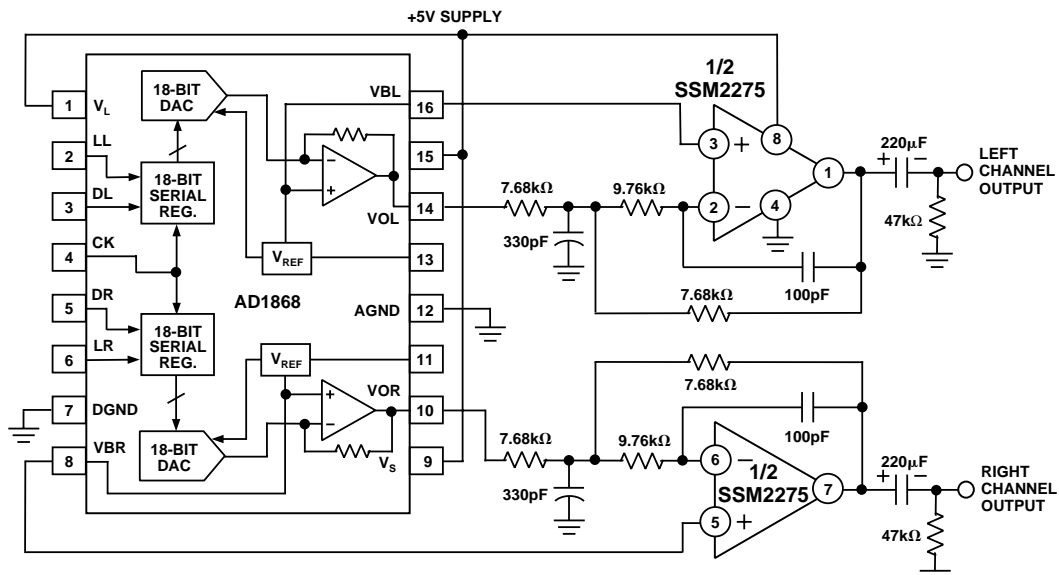 +5V SUPPLY
1
VL
18-BIT
DAC
VBL
16
1/2
SSM2275
2
LL
15
3
+
8
220μF
+
−
LEFT
CHANNEL
OUTPUT
3
DL
18-BIT
SERIAL
REG.
−
+
VOL
14
7.68kΩ
9.76kΩ
2
−
4
1
47kΩ
4
CK
VREF
13
330pF
100pF
7.68kΩ
AD1868
AGND
12
5
DR
18-BIT
SERIAL
REG.
6
LR
VREF
11
7.68kΩ
7
DGND
+
−
VOR
10
7.68kΩ
9.76kΩ
100pF
8
VBR
18-BIT
DAC
VS
9
330pF
6
−
1/2
SSM2275
5
+
7
220μF
+
−
RIGHT
CHANNEL
OUTPUT
47kΩ